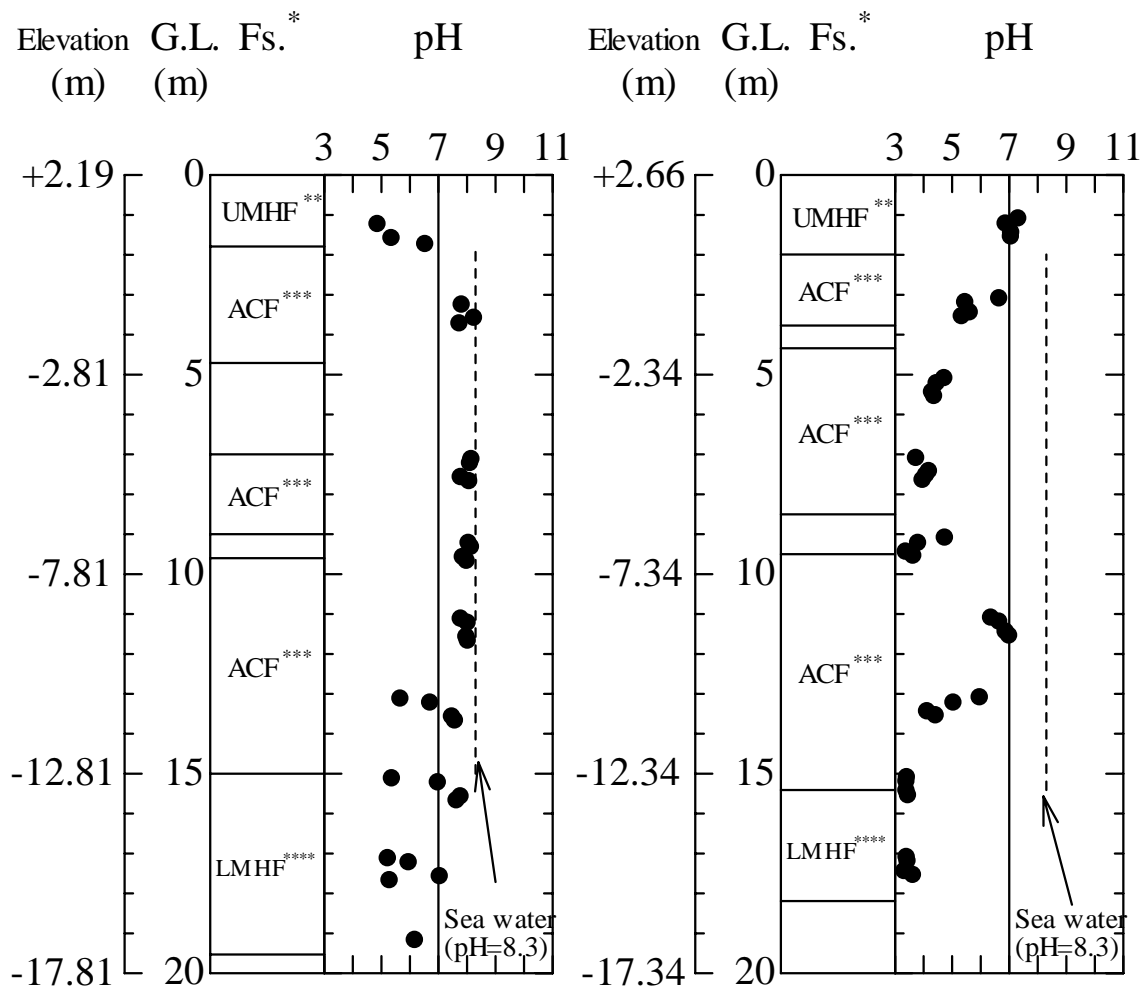 Elevation G.L. Fs.* pH
(m) (m)
3 5 7 9 11
+2.19 0
UMHF **
ACF ***
-2.81 5
ACF ***
-7.81 10
ACF ***
-12.81 15
LMHF ****
Sea water
(pH=8.3)
-17.81 20
Elevation G.L. Fs.* pH
(m) (m)
3 5 7 9 11
+2.66 0
UMHF **
ACF ***
-2.34 5
ACF ***
-7.34 10
ACF ***
-12.34 15
LMHF ****
Sea water
(pH=8.3)
-17.34 20